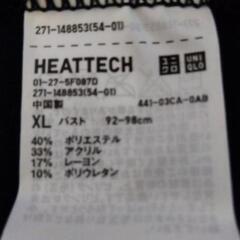 271-148853(54-01)
HEATTECH
ユニクロ
UNIQLO
01-27-5F087D
271-148853(54-01)
中国製
441-03CA-0AB
XL バスト 92-98cm
40% ポリエステル
33% アクリル
17% レーヨン
10% ポリウレタン